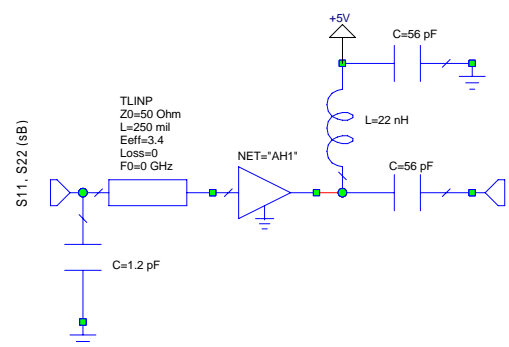 +5V
C=56 pF
TLINP
Z0=50 Ohm
L=250 mil
Eeff=3.4
Loss=0
F0=0 GHz
L=22 nH
NET="AH1"
C=56 pF
S11, S22 (sB)
C=1.2 pF